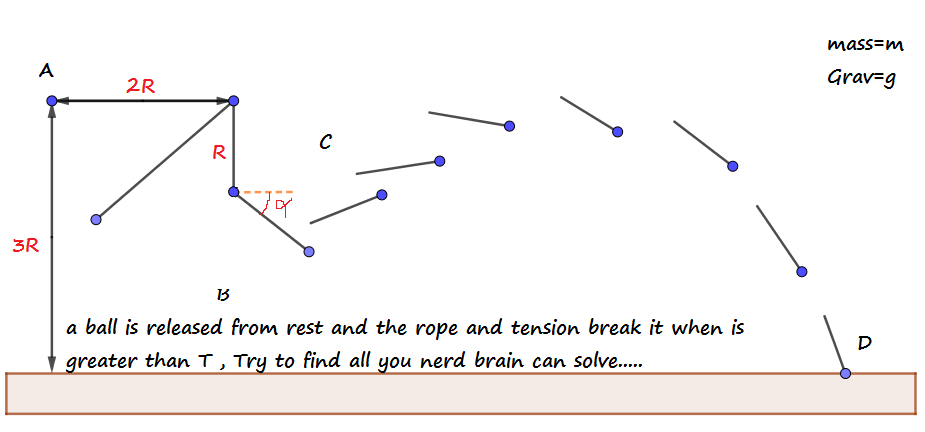 mass=m
A
Grav=g
2R
C
R
3R
B
a ball is released from rest and the rope and tension break it when is
greater than T , Try to find all you nerd brain can solve.....
D